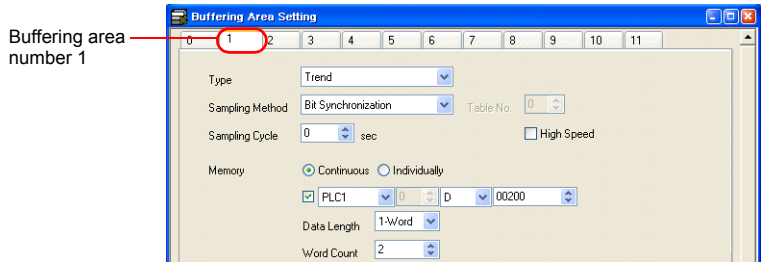 Buffering Area Setting
Buffering area
number 1
0 1 2 3 4 5 6 7 8 9 10 11
Type Trend
Sampling Method Bit Synchronization Table No. 0
Sampling Cycle 0 sec High Speed
Memory Continuous Individually
PLC1 0 D 00200
Data Length 1-Word
Word Count 2